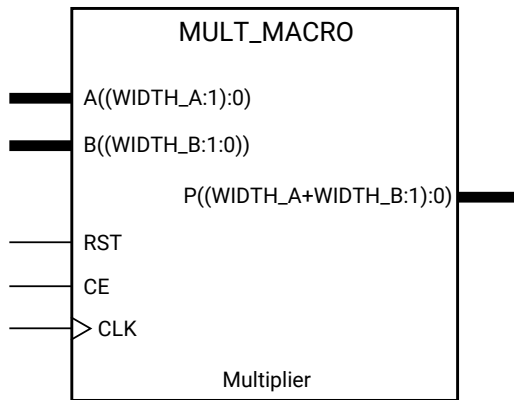 MULT_MACRO
A((WIDTH_A:1):0)
B((WIDTH_B:1:0))
P((WIDTH_A+WIDTH_B:1):0)
RST
CE
CLK
Multiplier